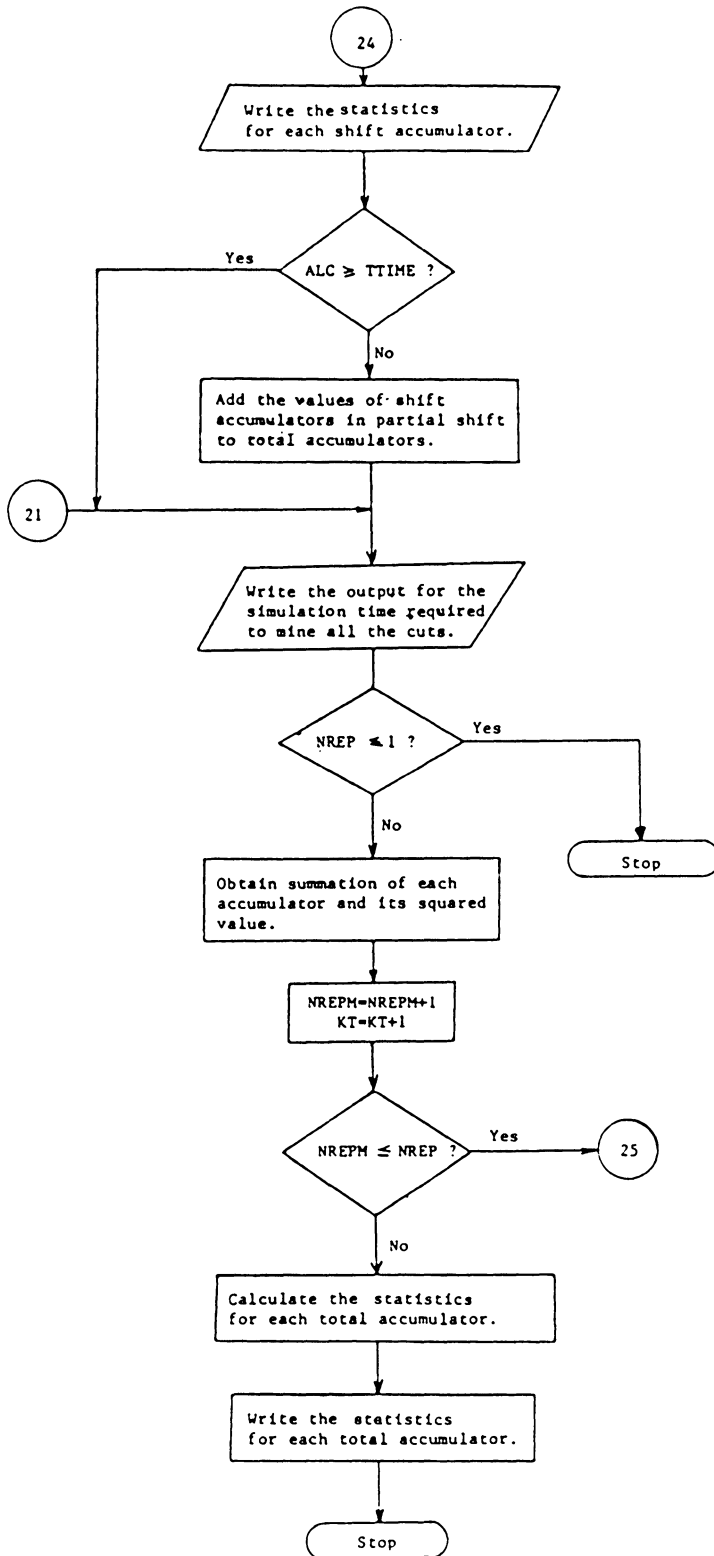 24
Write the statistics
for each shift accumulator.
Yes
ALC ≥ TTIME ?
No
Add the values of shift
accumulators in partial shift
to total accumulators.
21
Write the output for the
simulation time required
to mine all the cuts.
NREP ≤ 1 ?
Yes
No
Stop
Obtain summation of each
accumulator and its squared
value.
NREPM=NREPM+1
KT=KT+1
NREPM ≤ NREP ?
Yes
25
No
Calculate the statistics
for each total accumulator.
Write the statistics
for each total accumulator.
Stop